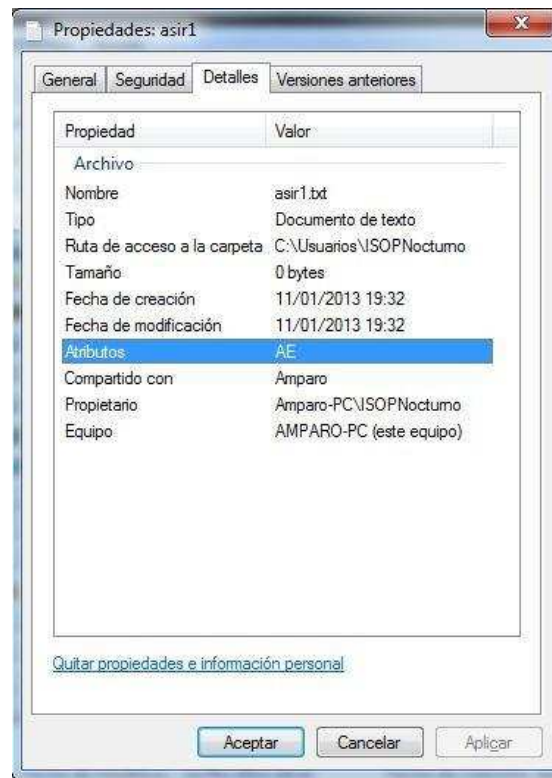 Propiedades: asir1
General Seguridad Detalles Versiones anteriores
Propiedad Valor
Archivo
Nombre asir1.txt
Tipo Documento de texto
Ruta de acceso a la carpeta C:\Usuarios\ISOPNocturno
Tamaño 0 bytes
Fecha de creación 11/01/2013 19:32
Fecha de modificación 11/01/2013 19:32
Atributos AE
Compartido con Amparo
Propietario Amparo-PC\ISOPNocturno
Equipo AMPARO-PC (este equipo)
Quitar propiedades e información personal
Aceptar Cancelar Aplicar